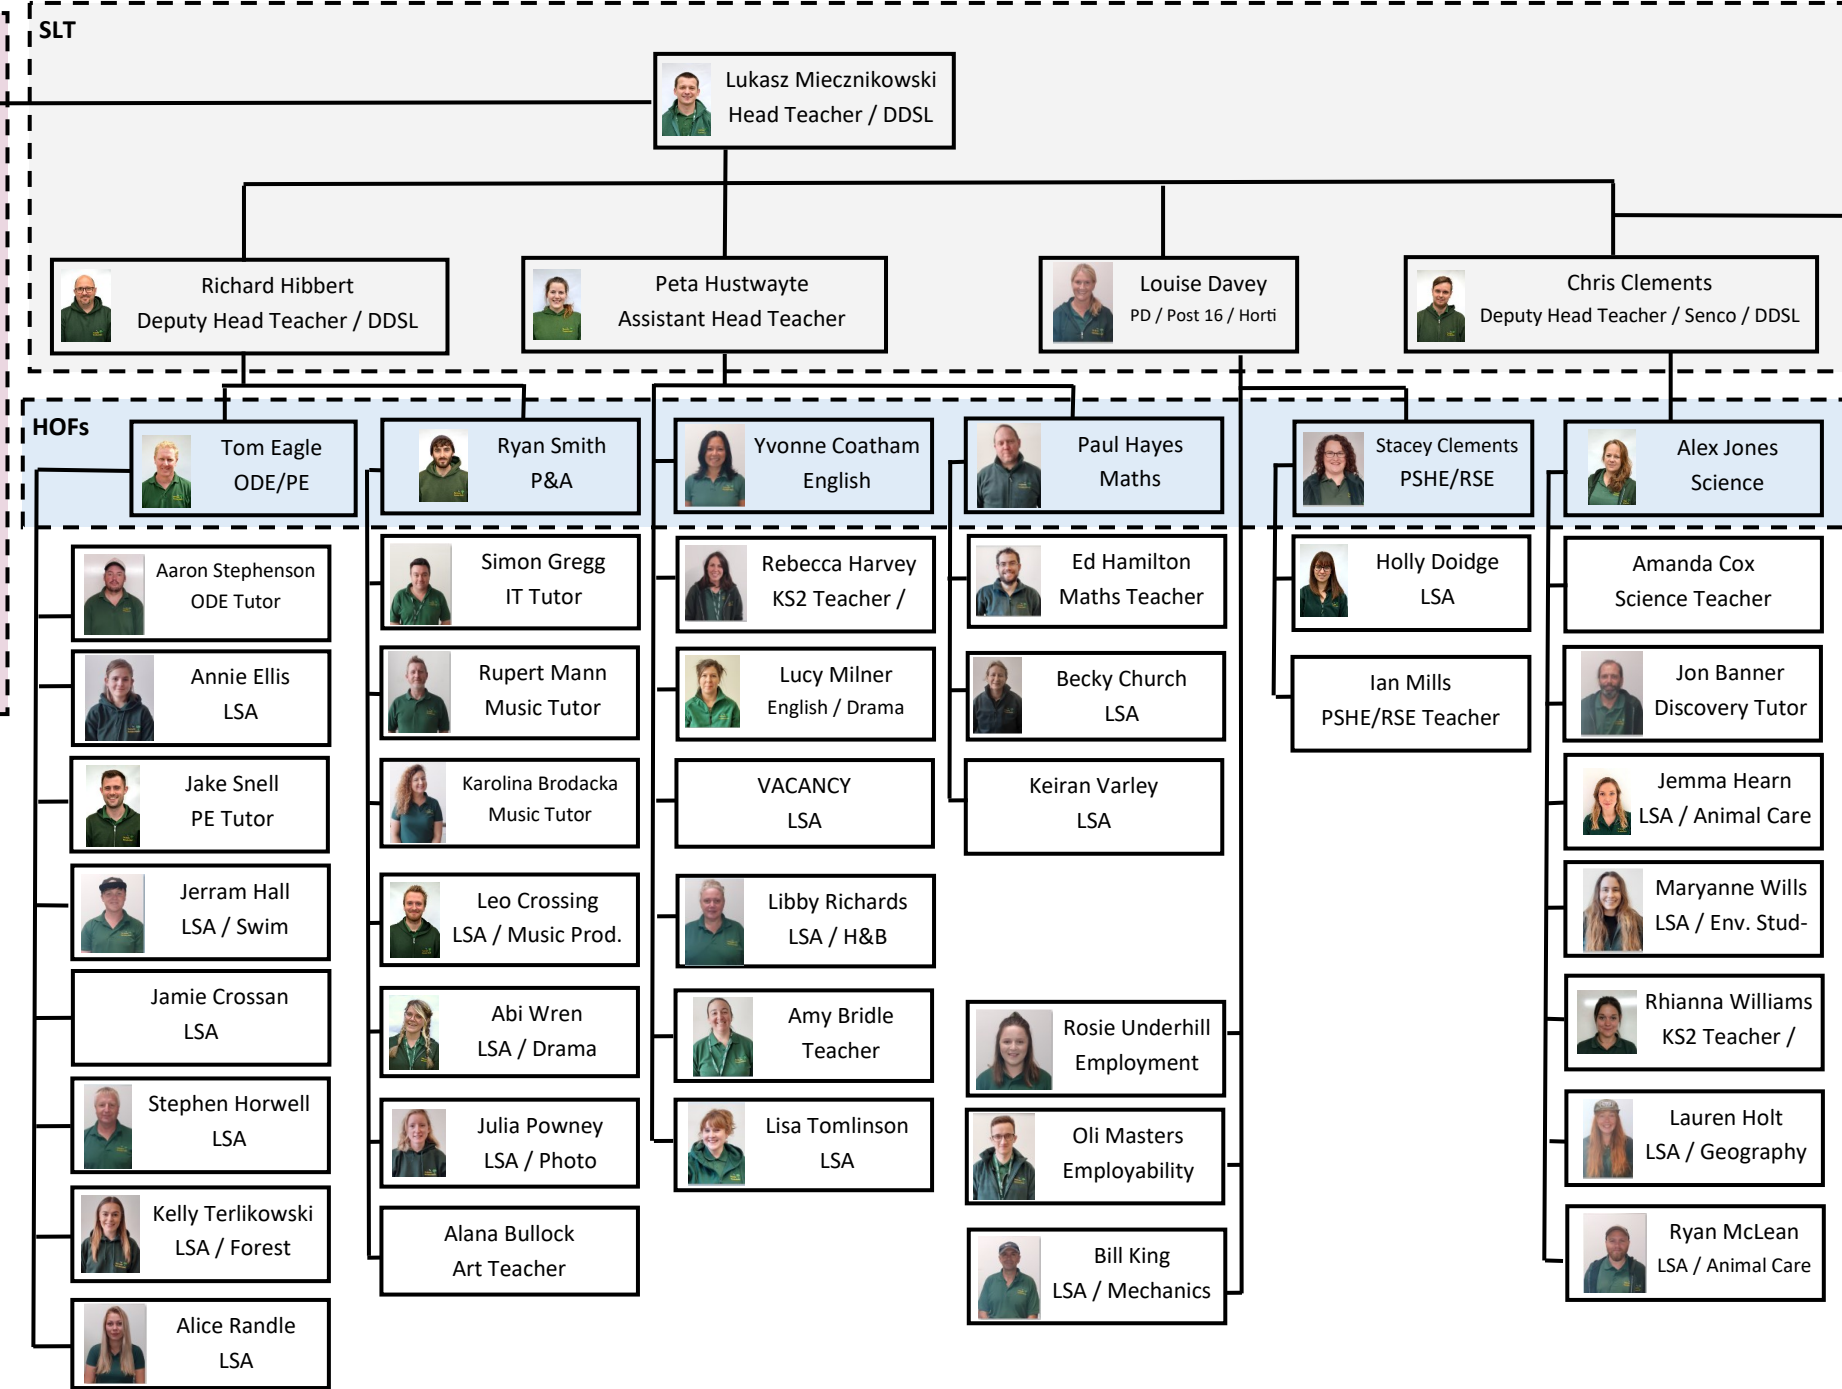 SLT
Lukasz Miecznikowski
Head Teacher / DDSL
Richard Hibbert
Deputy Head Teacher / DDSL
Peta Hustwayte
Assistant Head Teacher
Louise Davey
PD / Post 16 / Horti
Chris Clements
Deputy Head Teacher / Senco / DDSL
HOFs
Tom Eagle
ODE/PE
Ryan Smith
P&A
Yvonne Coatham
English
Paul Hayes
Maths
Stacey Clements
PSHE/RSE
Alex Jones
Science
Aaron Stephenson
ODE Tutor
Annie Ellis
LSA
Jake Snell
PE Tutor
Jerram Hall
LSA / Swim
Jamie Crossan
LSA
Stephen Horwell
LSA
Kelly Terlikowski
LSA / Forest
Alice Randle
LSA
Simon Gregg
IT Tutor
Rupert Mann
Music Tutor
Karolina Brodacka
Music Tutor
Leo Crossing
LSA / Music Prod.
Abi Wren
LSA / Drama
Julia Powney
LSA / Photo
Alana Bullock
Art Teacher
Rebecca Harvey
KS2 Teacher /
Lucy Milner
English / Drama
VACANCY
LSA
Libby Richards
LSA / H&B
Amy Bridle
Teacher
Lisa Tomlinson
LSA
Ed Hamilton
Maths Teacher
Becky Church
LSA
Keiran Varley
LSA
Rosie Underhill
Employment
Oli Masters
Employability
Bill King
LSA / Mechanics
Holly Doidge
LSA
Ian Mills
PSHE/RSE Teacher
Amanda Cox
Science Teacher
Jon Banner
Discovery Tutor
Jemma Hearn
LSA / Animal Care
Maryanne Wills
LSA / Env. Stud-
Rhianna Williams
KS2 Teacher /
Lauren Holt
LSA / Geography
Ryan McLean
LSA / Animal Care